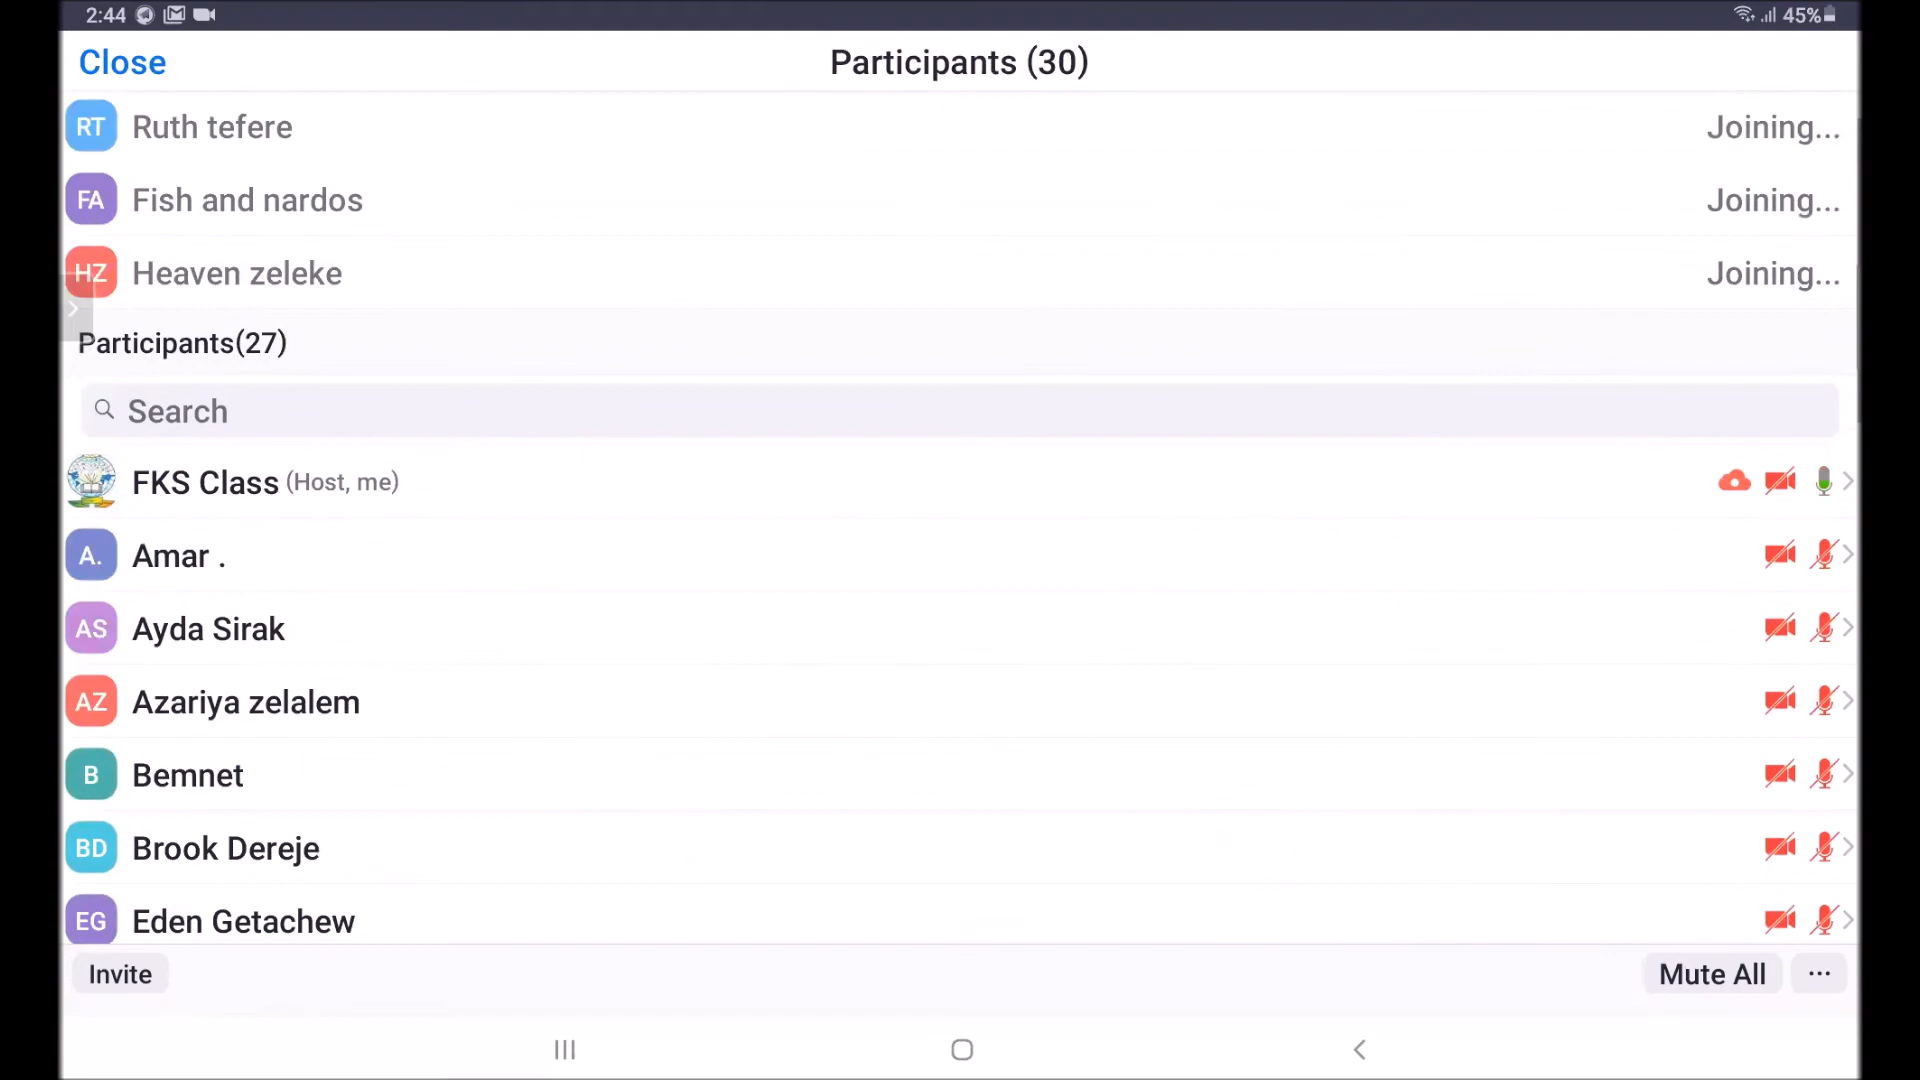 2:44 45%
Close Participants (30)
RT Ruth tefere Joining...
FA Fish and nardos Joining...
HZ Heaven zeleke Joining...
Participants(27)
Search
FKS Class (Host, me)
A. Amar .
AS Ayda Sirak
AZ Azariya zelalem
B Bemnet
BD Brook Dereje
EG Eden Getachew
Invite Mute All ...